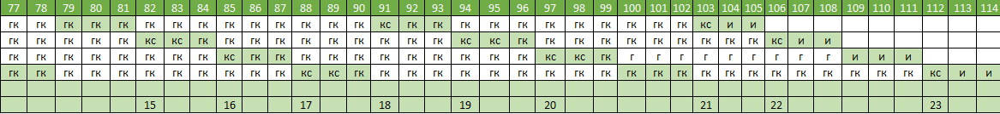 77 78 79 80 81 82 83 84 85 86 87 88 89 90 91 92 93 94 95 96 97 98 99 100 101 102 103 104 105 106 107 108 109 110 111 112 113 114
гк гк гк гк гк гк гк гк гк гк гк гк гк гк кс гк гк гк гк гк гк гк гк гк гк гк кс и и
гк гк гк гк гк кс кс гк гк гк гк гк гк гк гк гк гк кс кс гк гк гк гк гк гк гк гк гк гк кс и и
гк гк гк гк гк гк гк гк кс гк гк гк гк гк гк гк гк гк гк гк кс кс гк г г г г г г г г г и и и
гк гк гк гк гк гк гк гк гк гк гк кс кс гк гк гк гк гк гк гк гк гк гк гк гк гк гк гк гк гк гк гк гк гк гк кс и и
15 16 17 18 19 20 21 22 23